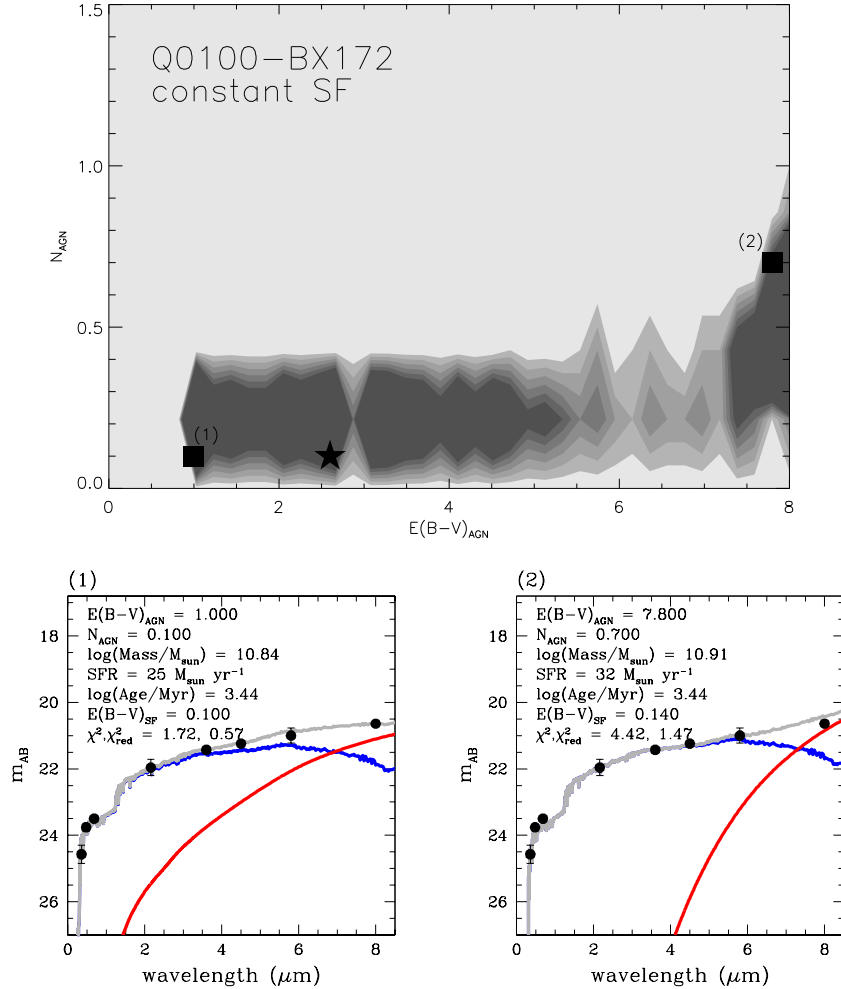 1.5
1.0
0.5
0.0
N_AGN
Q0100−BX172
constant SF
(1)
(2)
0 2 4 6 8
E(B−V)_AGN
(1)
18
20
22
24
26
m_AB
E(B−V)_AGN = 1.000
N_AGN = 0.100
log(Mass/M_sun) = 10.84
SFR = 25 M_sun yr⁻¹
log(Age/Myr) = 3.44
E(B−V)_SF = 0.100
χ²,χ²_red = 1.72, 0.57
0 2 4 6 8
wavelength (μm)
(2)
18
20
22
24
26
m_AB
E(B−V)_AGN = 7.800
N_AGN = 0.700
log(Mass/M_sun) = 10.91
SFR = 32 M_sun yr⁻¹
log(Age/Myr) = 3.44
E(B−V)_SF = 0.140
χ²,χ²_red = 4.42, 1.47
0 2 4 6 8
wavelength (μm)